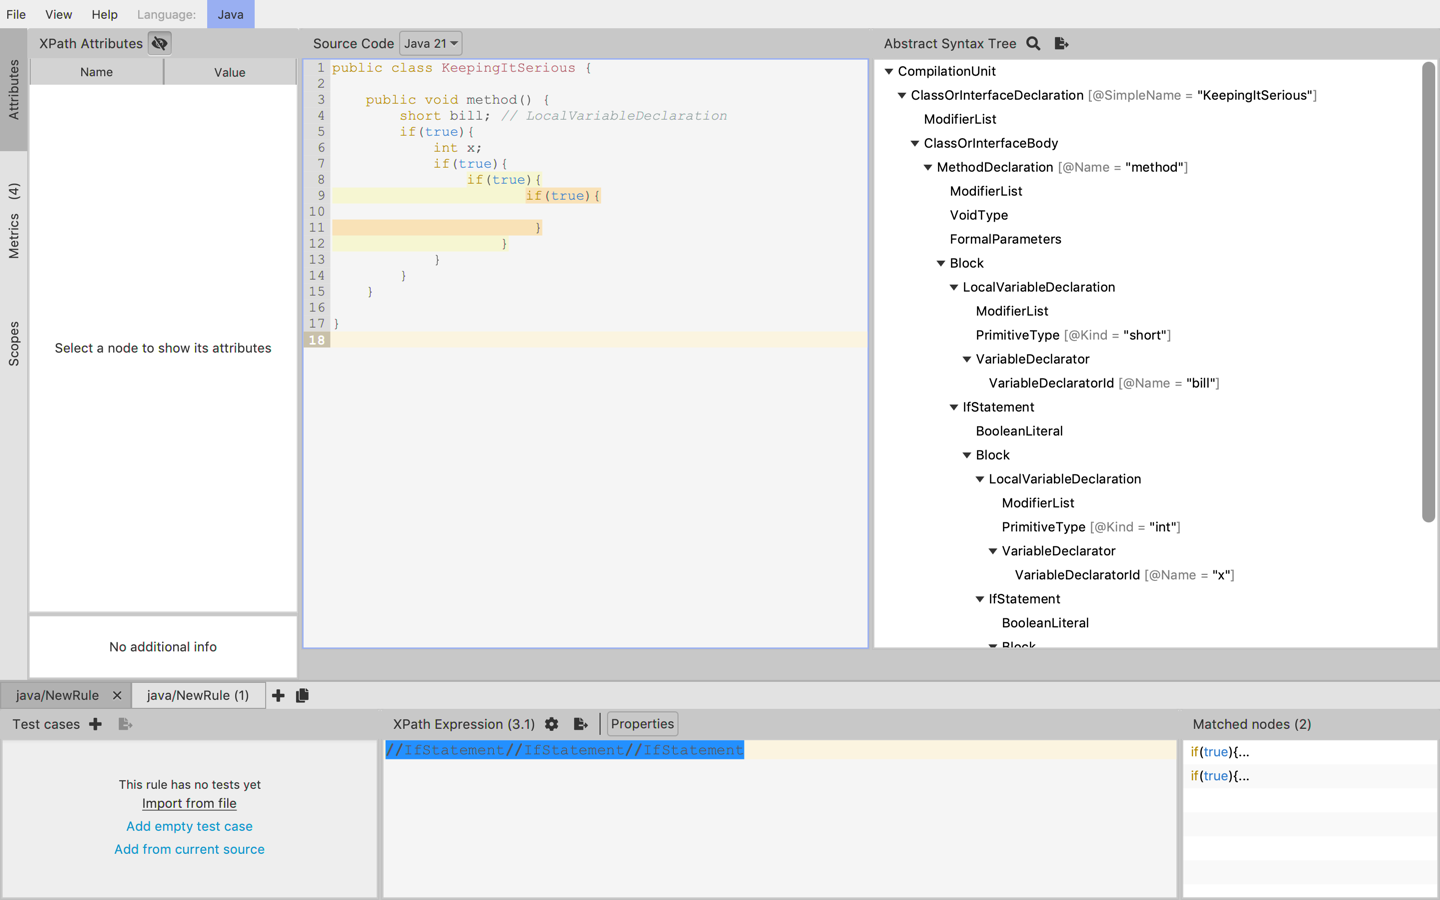 File View Help Language: Java
Attributes
Metrics (4)
Scopes
XPath Attributes
Name Value
Select a node to show its attributes
No additional info
Source Code Java 21
1 public class KeepingItSerious {
2
3 public void method() {
4 short bill; // LocalVariableDeclaration
5 if(true){
6 int x;
7 if(true){
8 if(true){
9 if(true){
10
11 }
12 }
13 }
14 }
15 }
16
17 }
18
Abstract Syntax Tree
CompilationUnit
ClassOrInterfaceDeclaration [@SimpleName = "KeepingItSerious"]
ModifierList
ClassOrInterfaceBody
MethodDeclaration [@Name = "method"]
ModifierList
VoidType
FormalParameters
Block
LocalVariableDeclaration
ModifierList
PrimitiveType [@Kind = "short"]
VariableDeclarator
VariableDeclaratorId [@Name = "bill"]
IfStatement
BooleanLiteral
Block
LocalVariableDeclaration
ModifierList
PrimitiveType [@Kind = "int"]
VariableDeclarator
VariableDeclaratorId [@Name = "x"]
IfStatement
BooleanLiteral
Block
java/NewRule java/NewRule (1)
Test cases
This rule has no tests yet
Import from file
Add empty test case
Add from current source
XPath Expression (3.1) Properties
//IfStatement//IfStatement//IfStatement
Matched nodes (2)
if(true){...
if(true){...